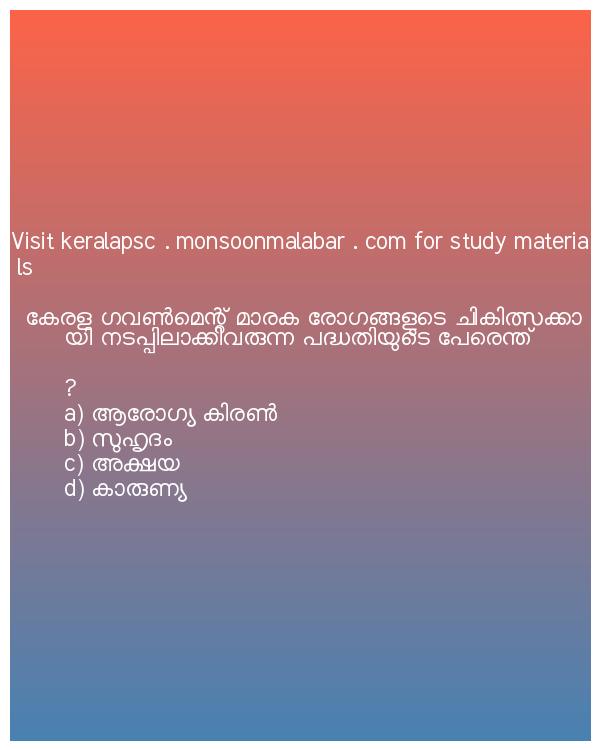 Visit keralapsc . monsoonmalabar . com for study materia
ls
കേരള ഗവൺമെന്റ് മാരക രോഗങ്ങളുടെ ചികിത്സക്കാ
യി നടപ്പിലാക്കിവരുന്ന പദ്ധതിയുടെ പേരെന്ത്
?
a) ആരോഗ്യ കിരൺ
b) സുഹൃദം
c) അക്ഷയ
d) കാരുണ്യ